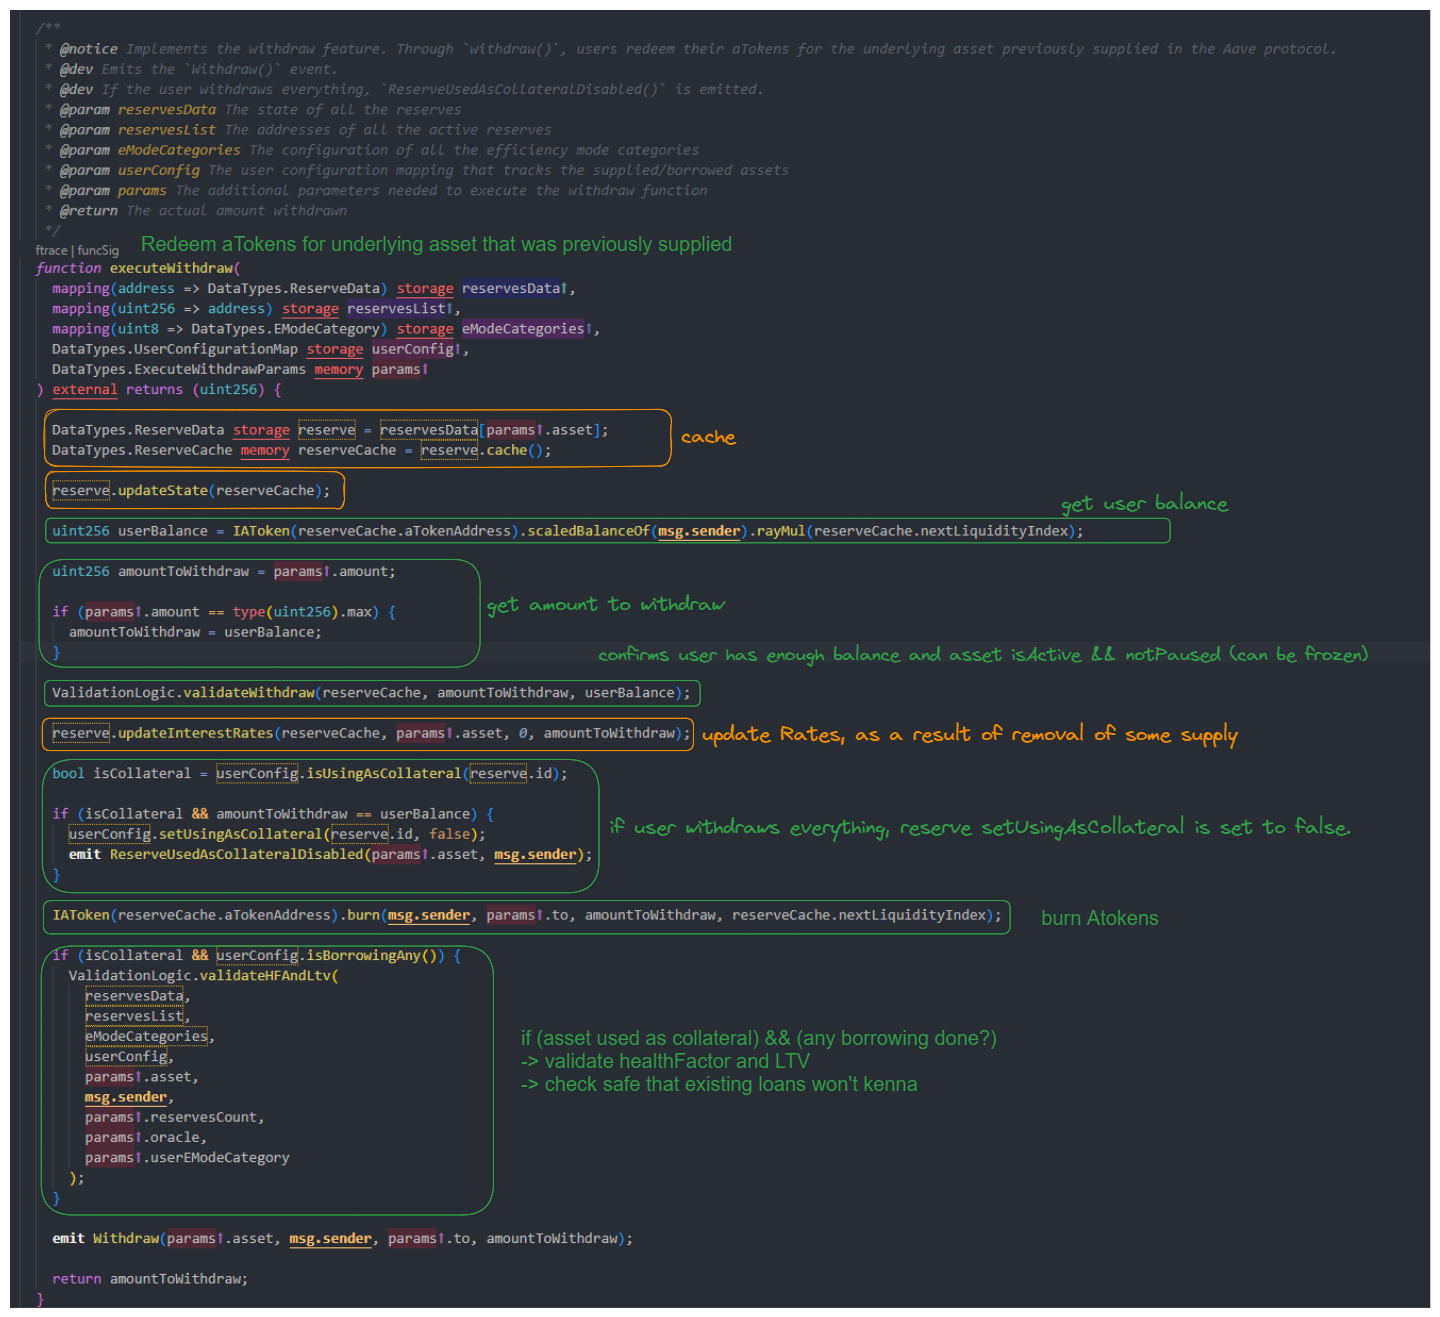 /**
* @notice Implements the withdraw feature. Through `withdraw()`, users redeem their aTokens for the underlying asset previously supplied in the Aave protocol.
* @dev Emits the `Withdraw()` event.
* @dev If the user withdraws everything, `ReserveUsedAsCollateralDisabled()` is emitted.
* @param reservesData The state of all the reserves
* @param reservesList The addresses of all the active reserves
* @param eModeCategories The configuration of all the efficiency mode categories
* @param userConfig The user configuration mapping that tracks the supplied/borrowed assets
* @param params The additional parameters needed to execute the withdraw function
* @return The actual amount withdrawn
*/
ftrace | funcSig Redeem aTokens for underlying asset that was previously supplied
function executeWithdraw(
mapping(address => DataTypes.ReserveData) storage reservesData↑,
mapping(uint256 => address) storage reservesList↑,
mapping(uint8 => DataTypes.EModeCategory) storage eModeCategories↑,
DataTypes.UserConfigurationMap storage userConfig↑,
DataTypes.ExecuteWithdrawParams memory params↑
) external returns (uint256) {
DataTypes.ReserveData storage reserve = reservesData[params↑.asset];
cache
DataTypes.ReserveCache memory reserveCache = reserve.cache();
reserve.updateState(reserveCache);
get user balance
uint256 userBalance = IAToken(reserveCache.aTokenAddress).scaledBalanceOf(msg.sender).rayMul(reserveCache.nextLiquidityIndex);
uint256 amountToWithdraw = params↑.amount;
get amount to withdraw
if (params↑.amount == type(uint256).max) {
amountToWithdraw = userBalance;
}
confirms user has enough balance and asset isActive && notPaused (can be frozen)
ValidationLogic.validateWithdraw(reserveCache, amountToWithdraw, userBalance);
reserve.updateInterestRates(reserveCache, params↑.asset, 0, amountToWithdraw); update Rates, as a result of removal of some supply
bool isCollateral = userConfig.isUsingAsCollateral(reserve.id);
if (isCollateral && amountToWithdraw == userBalance) {
userConfig.setUsingAsCollateral(reserve.id, false); if user withdraws everything, reserve setUsingAsCollateral is set to false.
emit ReserveUsedAsCollateralDisabled(params↑.asset, msg.sender);
}
IAToken(reserveCache.aTokenAddress).burn(msg.sender, params↑.to, amountToWithdraw, reserveCache.nextLiquidityIndex); burn Atokens
if (isCollateral && userConfig.isBorrowingAny()) {
ValidationLogic.validateHFAndLtv(
reservesData,
reservesList,
eModeCategories,
userConfig,
params↑.asset,
msg.sender,
params↑.reservesCount,
params↑.oracle,
params↑.userEModeCategory
);
}
if (asset used as collateral) && (any borrowing done?)
-> validate healthFactor and LTV
-> check safe that existing loans won't kenna
emit Withdraw(params↑.asset, msg.sender, params↑.to, amountToWithdraw);
return amountToWithdraw;
}